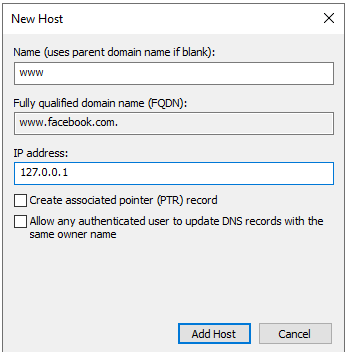 New Host
Name (uses parent domain name if blank):
www
Fully qualified domain name (FQDN):
www.facebook.com.
IP address:
127.0.0.1
Create associated pointer (PTR) record
Allow any authenticated user to update DNS records with the
same owner name
Add Host
Cancel